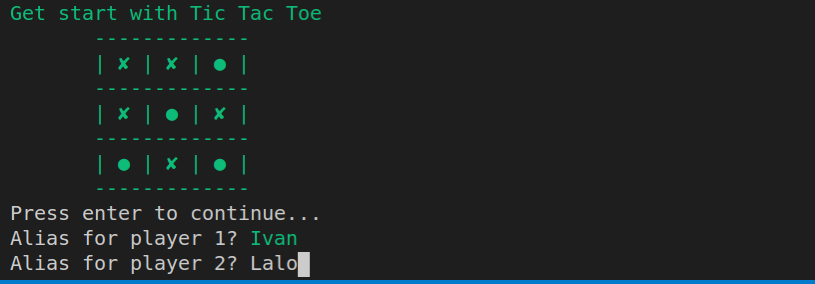 Get start with Tic Tac Toe
-------------
| ✘ | ✘ | ● |
-------------
| ✘ | ● | ✘ |
-------------
| ● | ✘ | ● |
-------------
Press enter to continue...
Alias for player 1? Ivan
Alias for player 2? Lalo